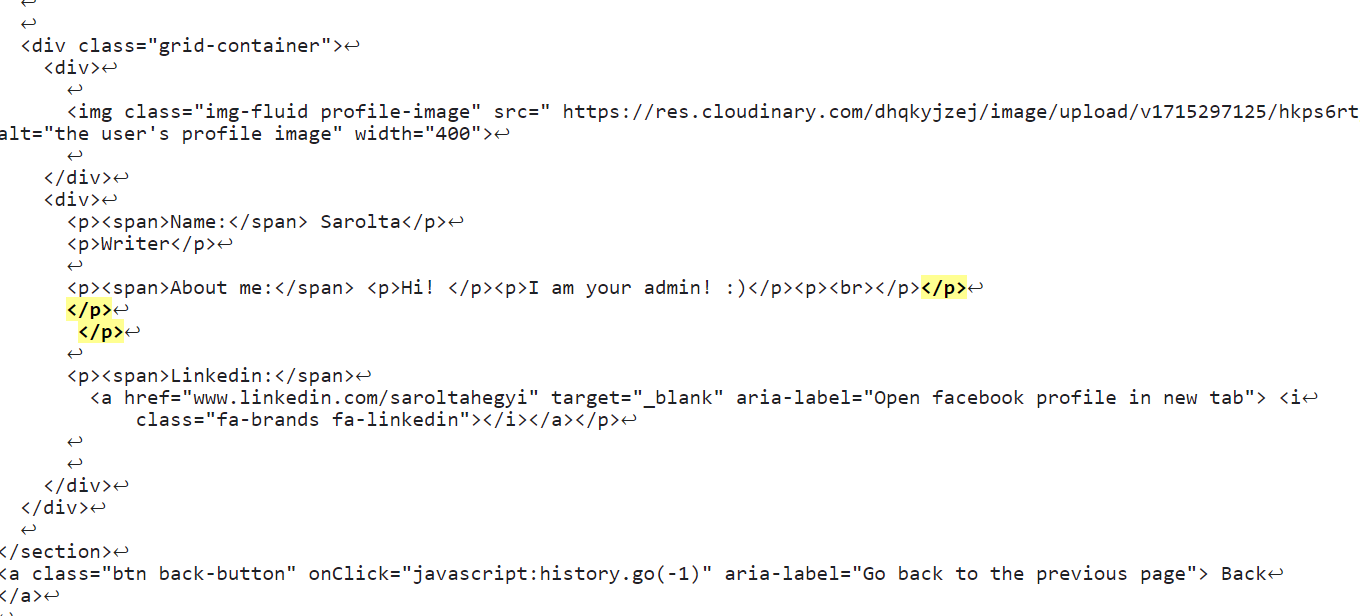 ↩
↩
<div class="grid-container">↩
<div>↩
↩
<img class="img-fluid profile-image" src=" https://res.cloudinary.com/dhqkyjzej/image/upload/v1715297125/hkps6rt
alt="the user's profile image" width="400">↩
↩
</div>↩
<div>↩
<p><span>Name:</span> Sarolta</p>↩
<p>Writer</p>↩
↩
<p><span>About me:</span> <p>Hi! </p><p>I am your admin! :)</p><p><br></p></p>↩
</p>↩
</p>↩
↩
<p><span>Linkedin:</span>↩
<a href="www.linkedin.com/saroltahegyi" target="_blank" aria-label="Open facebook profile in new tab"> <i↩
class="fa-brands fa-linkedin"></i></a></p>↩
↩
↩
</div>↩
</div>↩
↩
</section>↩
<a class="btn back-button" onClick="javascript:history.go(-1)" aria-label="Go back to the previous page"> Back↩
</a>↩